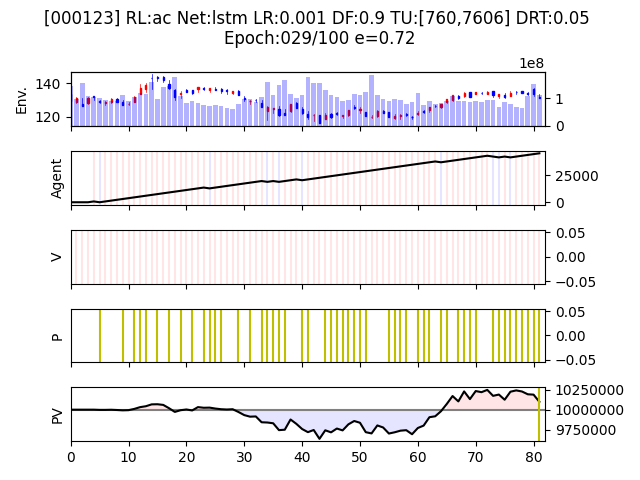 [000123] RL:ac Net:lstm LR:0.001 DF:0.9 TU:[760,7606] DRT:0.05
Epoch:029/100 e=0.72
1e8
Env.
140
120
1
0
Agent
25000
0
V
0.05
0.00
−0.05
P
0.05
0.00
−0.05
PV
10250000
10000000
9750000
0 10 20 30 40 50 60 70 80